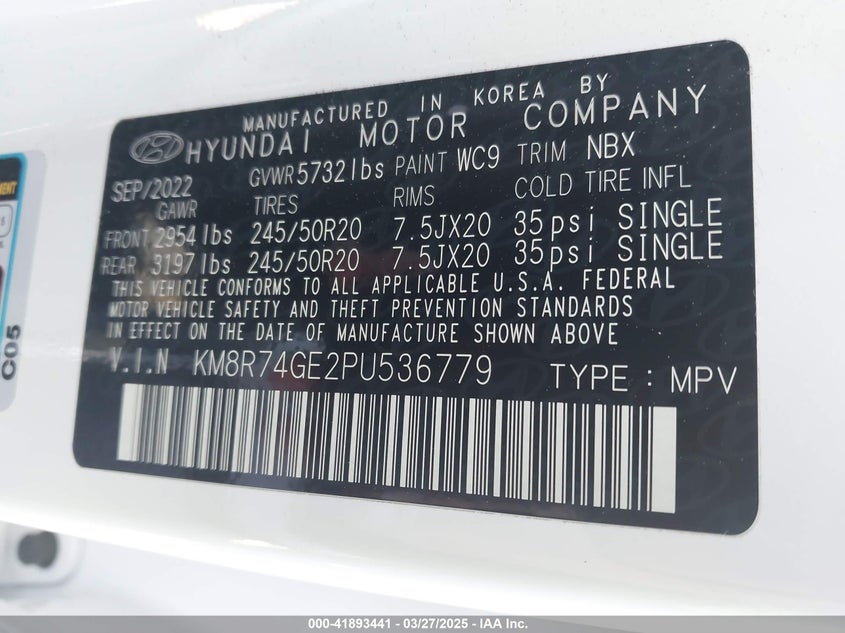 MANUFACTURED IN KOREA BY
HYUNDAI MOTOR COMPANY
SEP/2022 GVWR 5732 lbs PAINT WC9 TRIM NBX
GAWR TIRES RIMS COLD TIRE INFL
FRONT 2954 lbs 245/50R20 7.5JX20 35psi SINGLE
REAR 3197 lbs 245/50R20 7.5JX20 35psi SINGLE
THIS VEHICLE CONFORMS TO ALL APPLICABLE U.S.A. FEDERAL
MOTOR VEHICLE SAFETY AND THEFT PREVENTION STANDARDS
IN EFFECT ON THE DATE OF MANUFACTURE SHOWN ABOVE
V.I.N KM8R74GE2PU536779 TYPE : MPV
C05
000-41893441 - 03/27/2025 - IAA Inc.